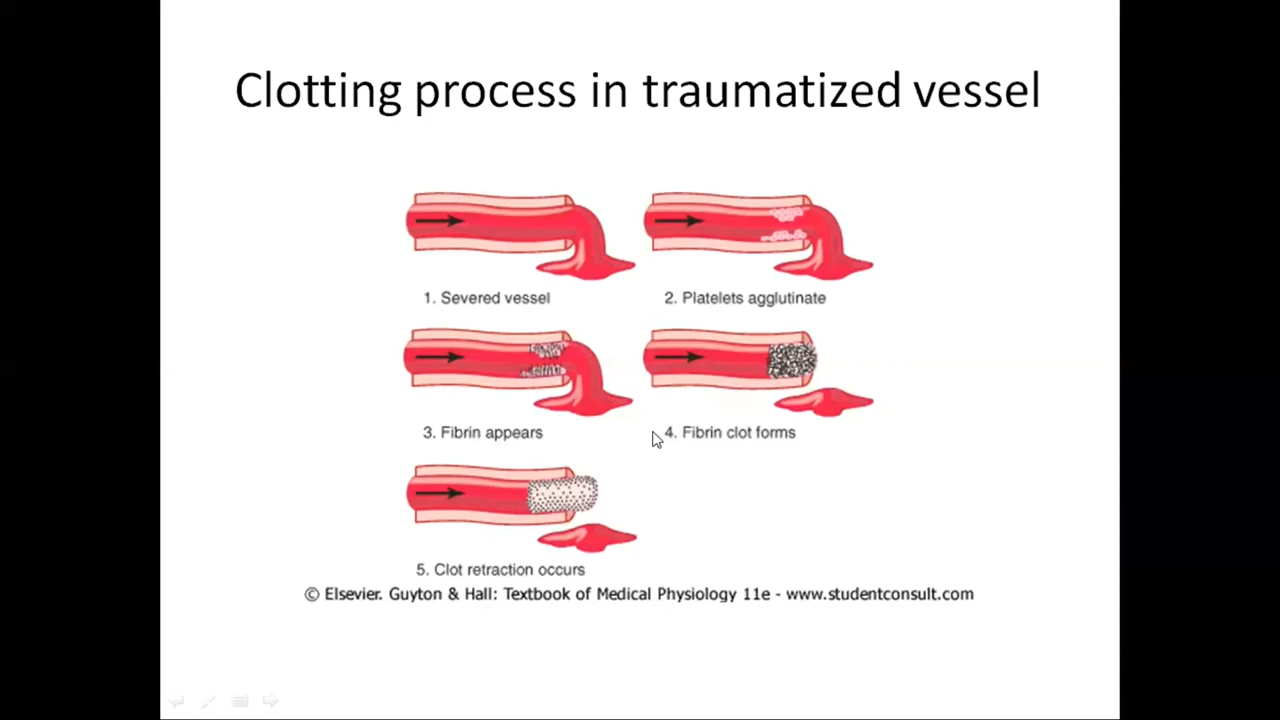 Clotting process in traumatized vessel
1. Severed vessel
2. Platelets agglutinate
3. Fibrin appears
4. Fibrin clot forms
5. Clot retraction occurs
© Elsevier. Guyton & Hall: Textbook of Medical Physiology 11e - www.studentconsult.com